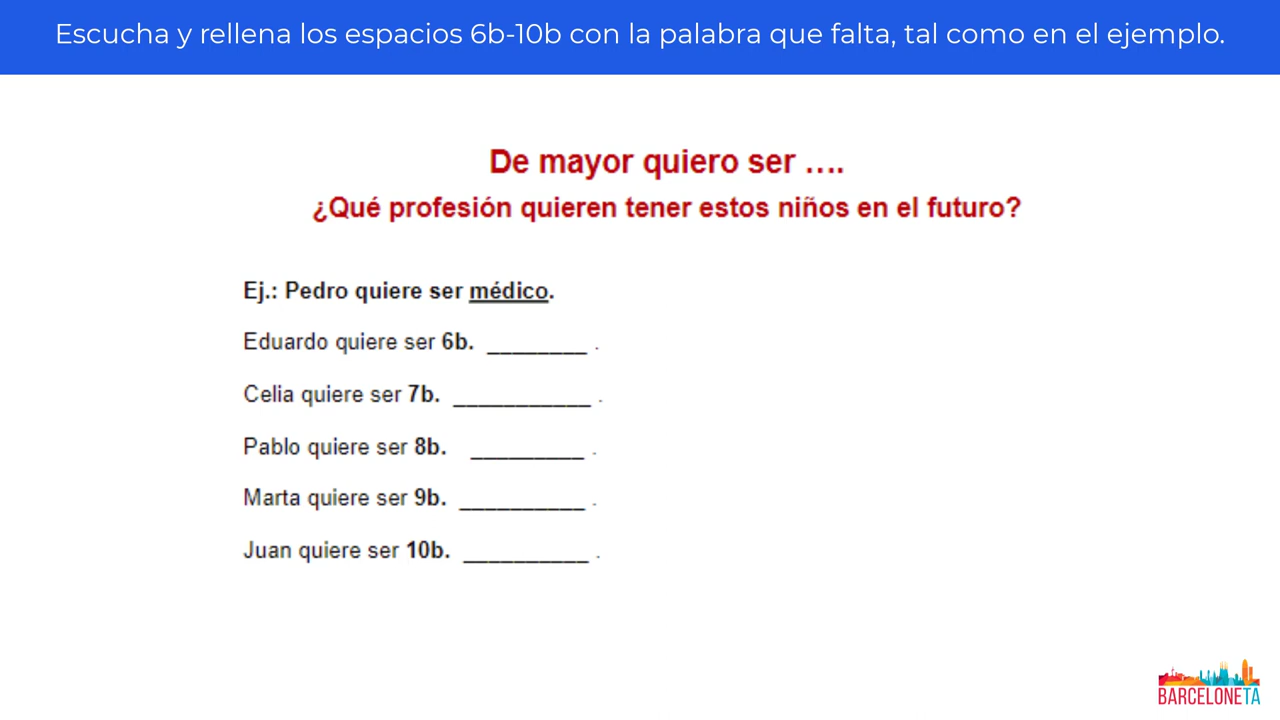 Escucha y rellena los espacios 6b-10b con la palabra que falta, tal como en el ejemplo.
De mayor quiero ser ....
¿Qué profesión quieren tener estos niños en el futuro?
Ej.: Pedro quiere ser médico.
Eduardo quiere ser 6b. ________ .
Celia quiere ser 7b. ___________ .
Pablo quiere ser 8b. _________ .
Marta quiere ser 9b. __________ .
Juan quiere ser 10b. __________ .
BARCELONETA